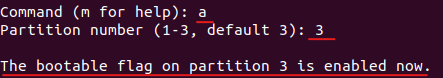 Command (m for help): a
Partition number (1-3, default 3): 3
The bootable flag on partition 3 is enabled now.